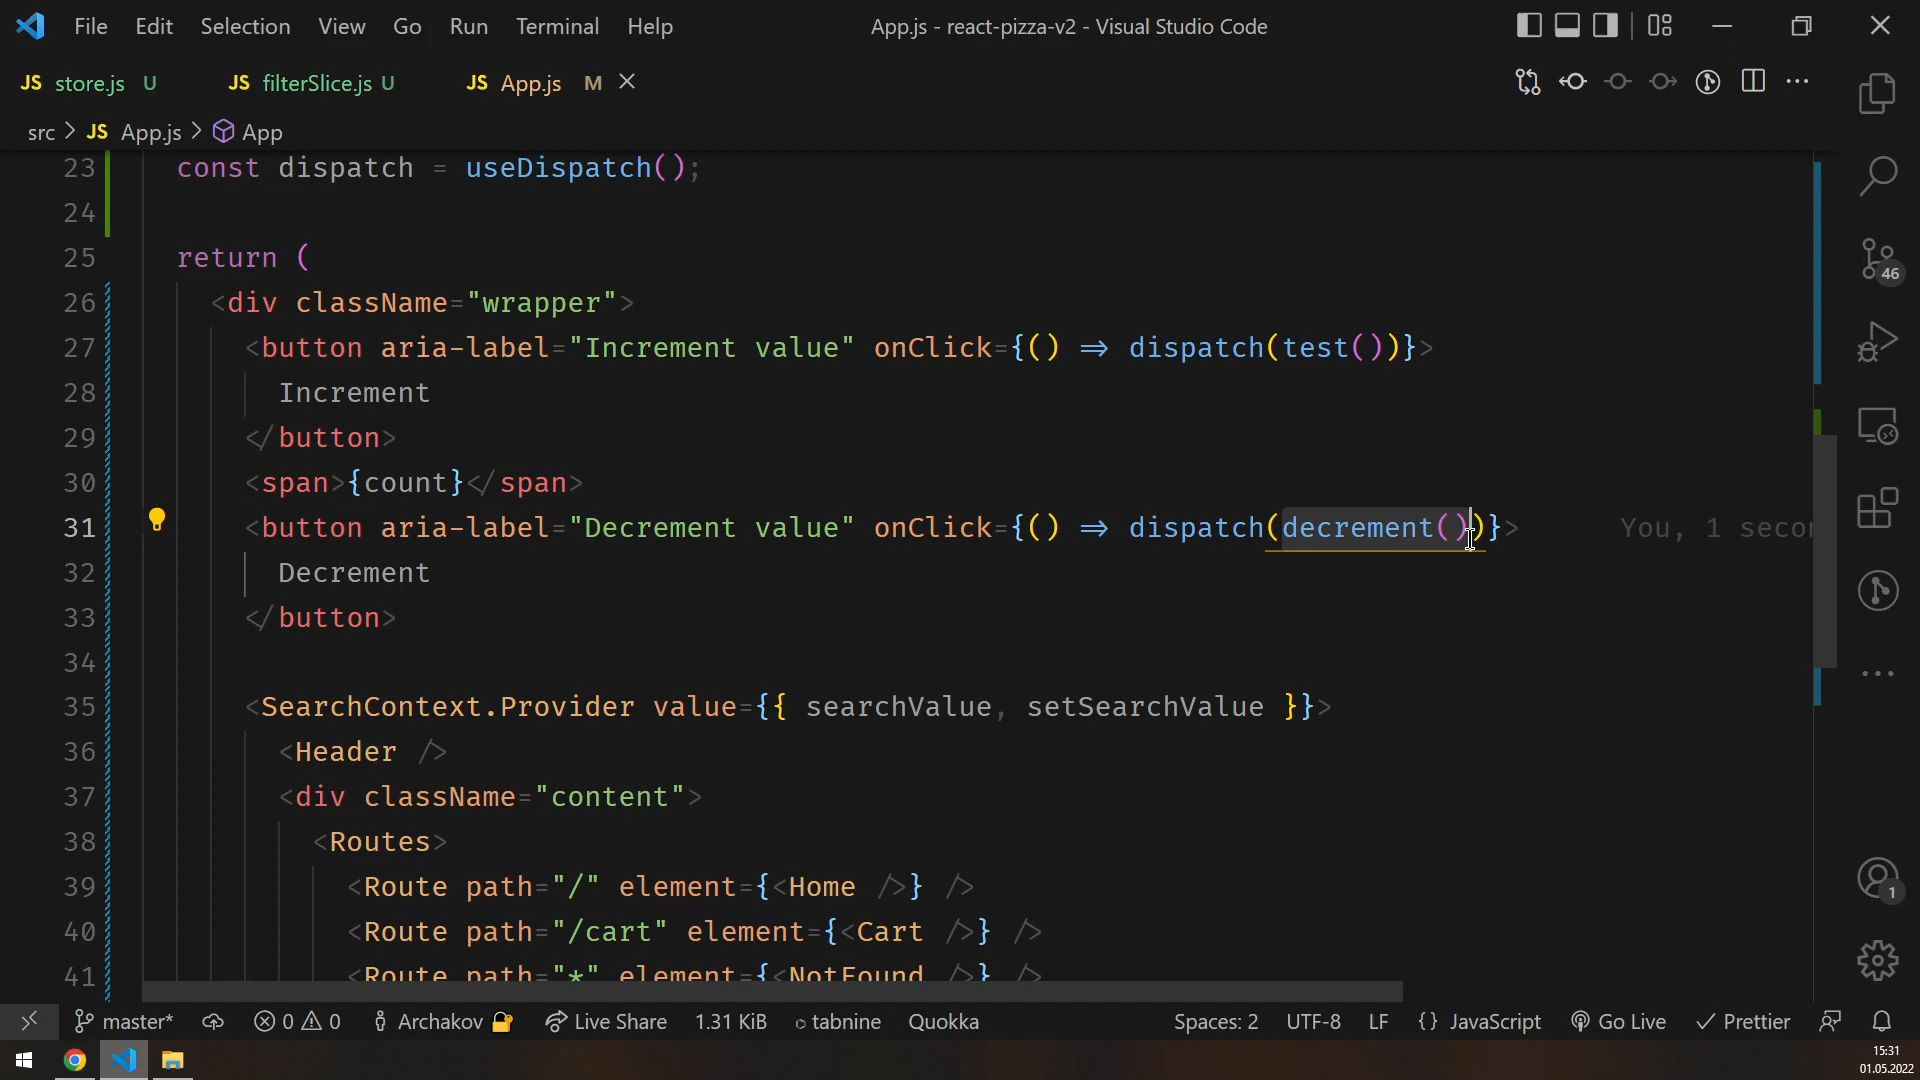 File Edit Selection View Go Run Terminal Help App.js - react-pizza-v2 - Visual Studio Code
JS store.js U JS filterSlice.js U JS App.js M
src > JS App.js > App
23 const dispatch = useDispatch();
24
25 return (
26 <div className="wrapper">
27 <button aria-label="Increment value" onClick={() => dispatch(test())}>
28 Increment
29 </button>
30 <span>{count}</span>
31 <button aria-label="Decrement value" onClick={() => dispatch(decrement())}> You, 1 secon
32 Decrement
33 </button>
34
35 <SearchContext.Provider value={{ searchValue, setSearchValue }}>
36 <Header />
37 <div className="content">
38 <Routes>
39 <Route path="/" element={<Home />} />
40 <Route path="/cart" element={<Cart />} />
41 <Route path="*" element={<NotFound />} />
46
1
master* 0 0 Archakov Live Share 1.31 KiB tabnine Quokka Spaces: 2 UTF-8 LF {} JavaScript Go Live Prettier
15:31
01.05.2022